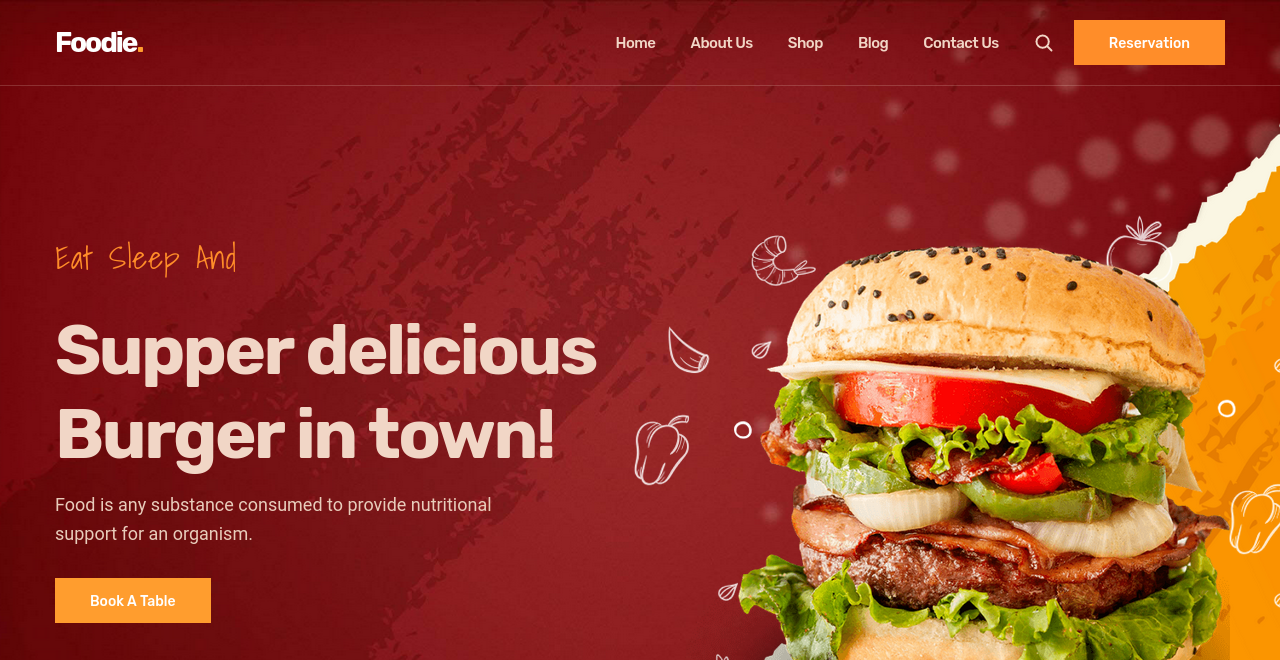 Foodie.
Home About Us Shop Blog Contact Us Reservation
Eat Sleep And
Supper delicious
Burger in town!
Food is any substance consumed to provide nutritional
support for an organism.
Book A Table